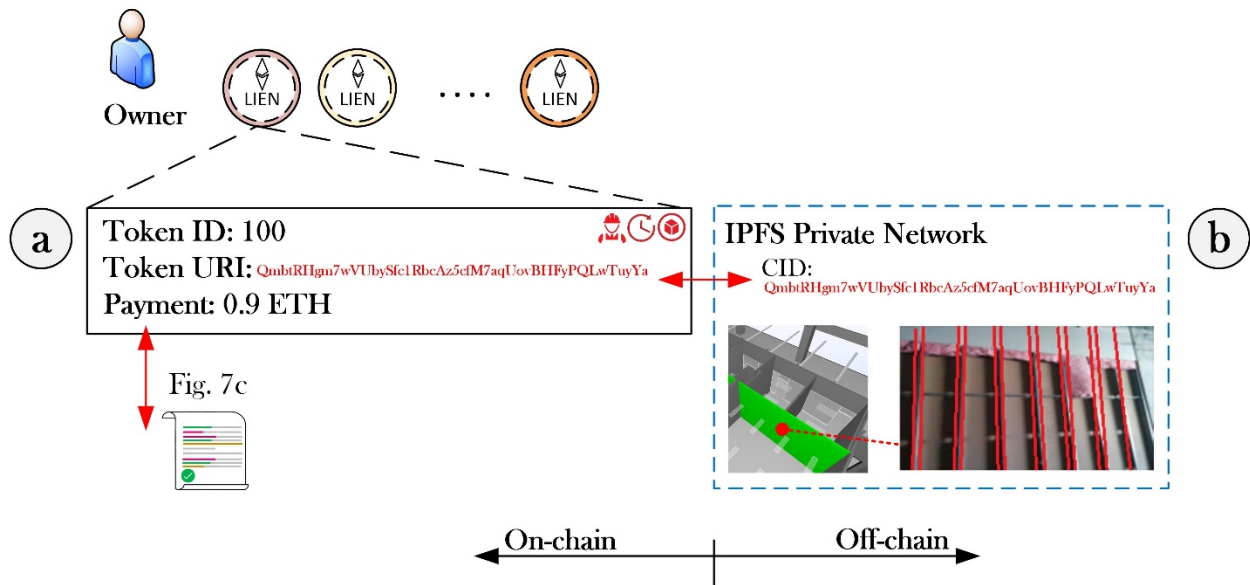 LIEN
LIEN
....
LIEN
Owner
a
Token ID: 100
Token URI: QmbtRHgm7wVUbySfc1RbcAz5cfM7aqUovBHFyPQLwTuyYa
Payment: 0.9 ETH
b
IPFS Private Network
CID:
QmbtRHgm7wVUbySfc1RbcAz5cfM7aqUovBHFyPQLwTuyYa
Fig. 7c
On-chain
Off-chain